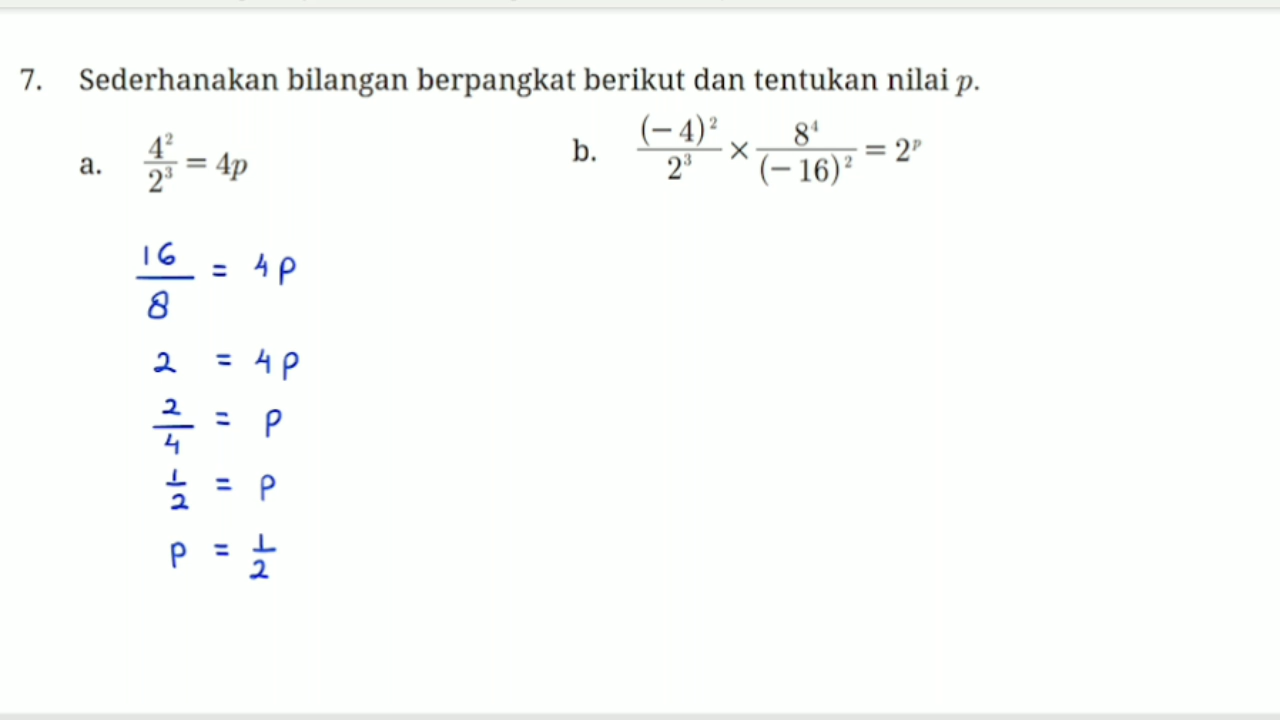 7. Sederhanakan bilangan berpangkat berikut dan tentukan nilai p.
a. 4²/2³ = 4p
b. (−4)²/2³ × 8⁴/(−16)² = 2ᵖ
16/8 = 4p
2 = 4p
2/4 = p
1/2 = p
p = 1/2